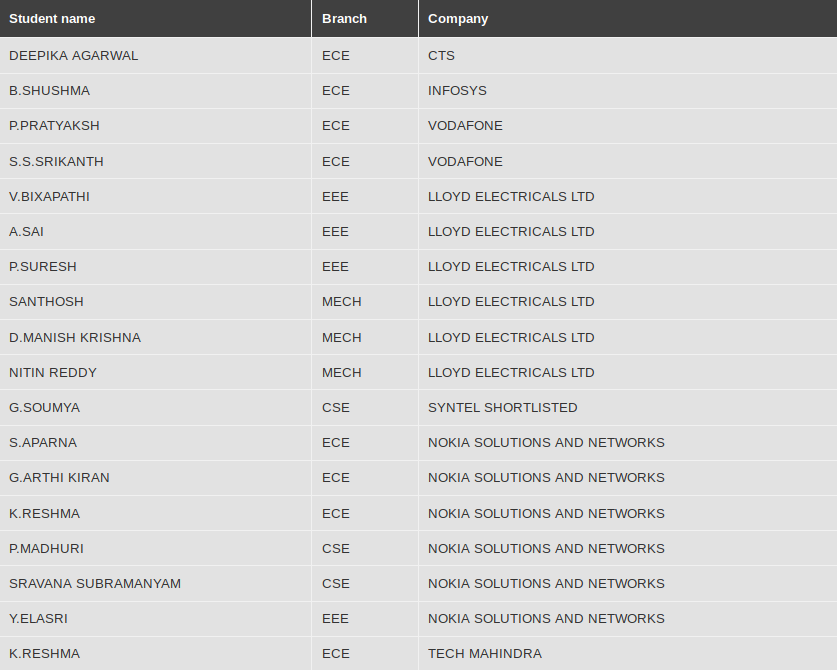 Student name Branch Company
DEEPIKA AGARWAL ECE CTS
B.SHUSHMA ECE INFOSYS
P.PRATYAKSH ECE VODAFONE
S.S.SRIKANTH ECE VODAFONE
V.BIXAPATHI EEE LLOYD ELECTRICALS LTD
A.SAI EEE LLOYD ELECTRICALS LTD
P.SURESH EEE LLOYD ELECTRICALS LTD
SANTHOSH MECH LLOYD ELECTRICALS LTD
D.MANISH KRISHNA MECH LLOYD ELECTRICALS LTD
NITIN REDDY MECH LLOYD ELECTRICALS LTD
G.SOUMYA CSE SYNTEL SHORTLISTED
S.APARNA ECE NOKIA SOLUTIONS AND NETWORKS
G.ARTHI KIRAN ECE NOKIA SOLUTIONS AND NETWORKS
K.RESHMA ECE NOKIA SOLUTIONS AND NETWORKS
P.MADHURI CSE NOKIA SOLUTIONS AND NETWORKS
SRAVANA SUBRAMANYAM CSE NOKIA SOLUTIONS AND NETWORKS
Y.ELASRI EEE NOKIA SOLUTIONS AND NETWORKS
K.RESHMA ECE TECH MAHINDRA